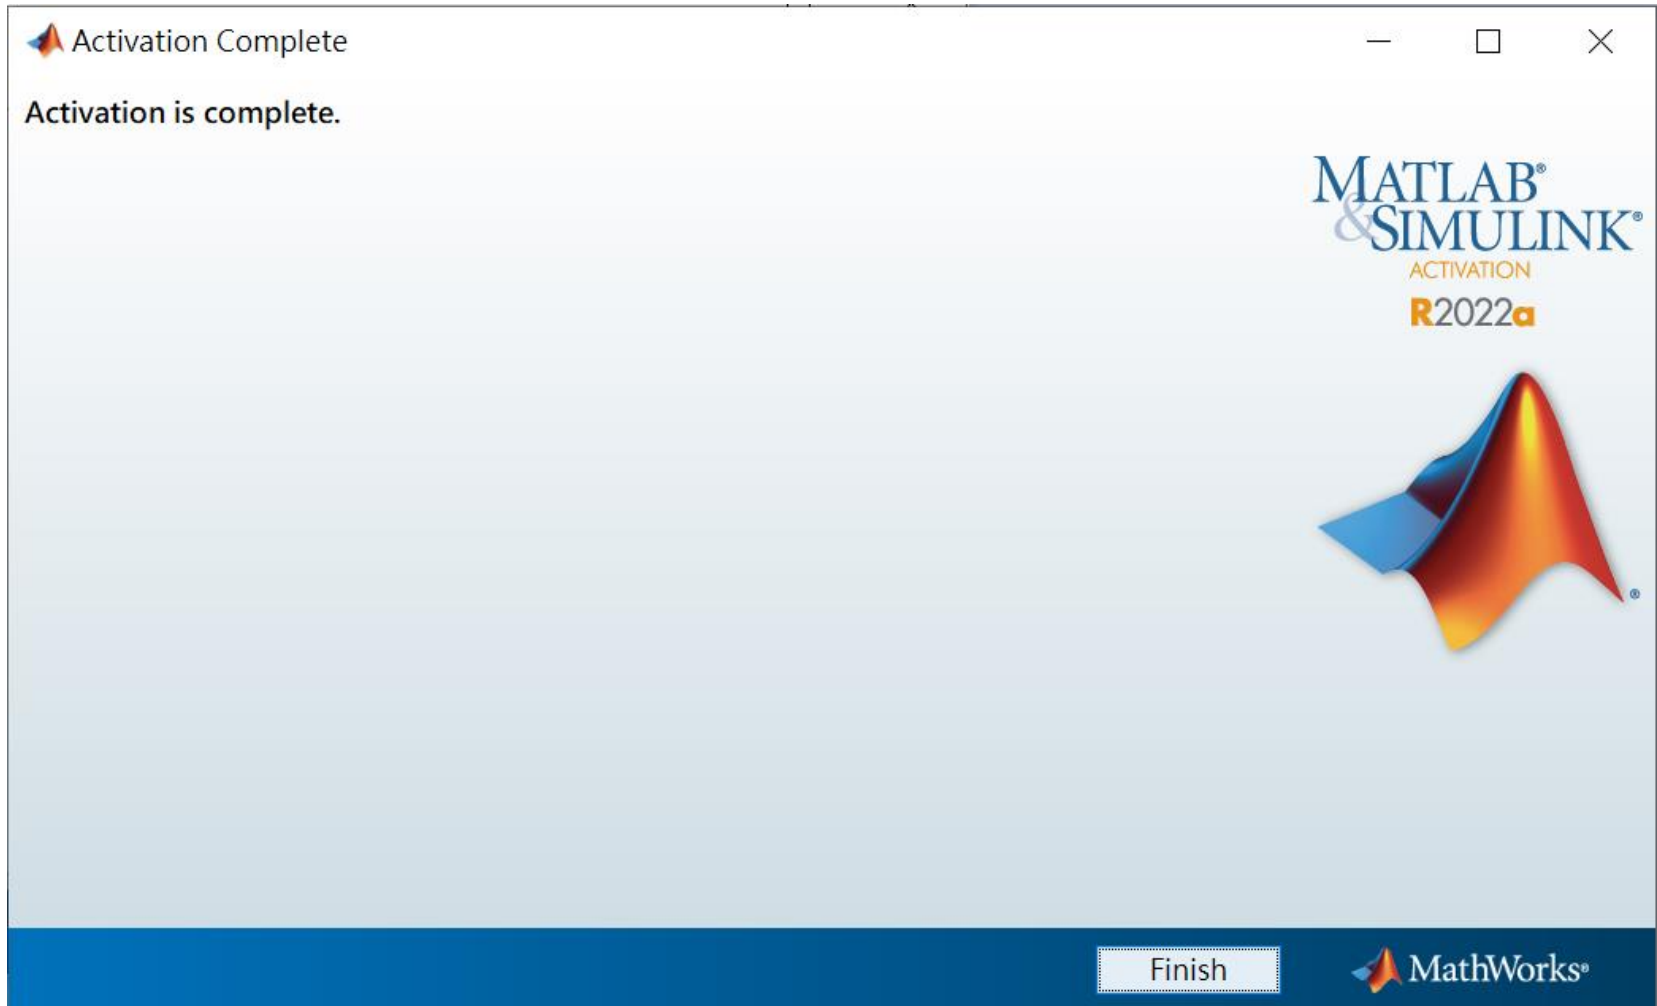 Activation Complete
Activation is complete.
MATLAB®
&SIMULINK®
ACTIVATION
R2022a
®
Finish
MathWorks®